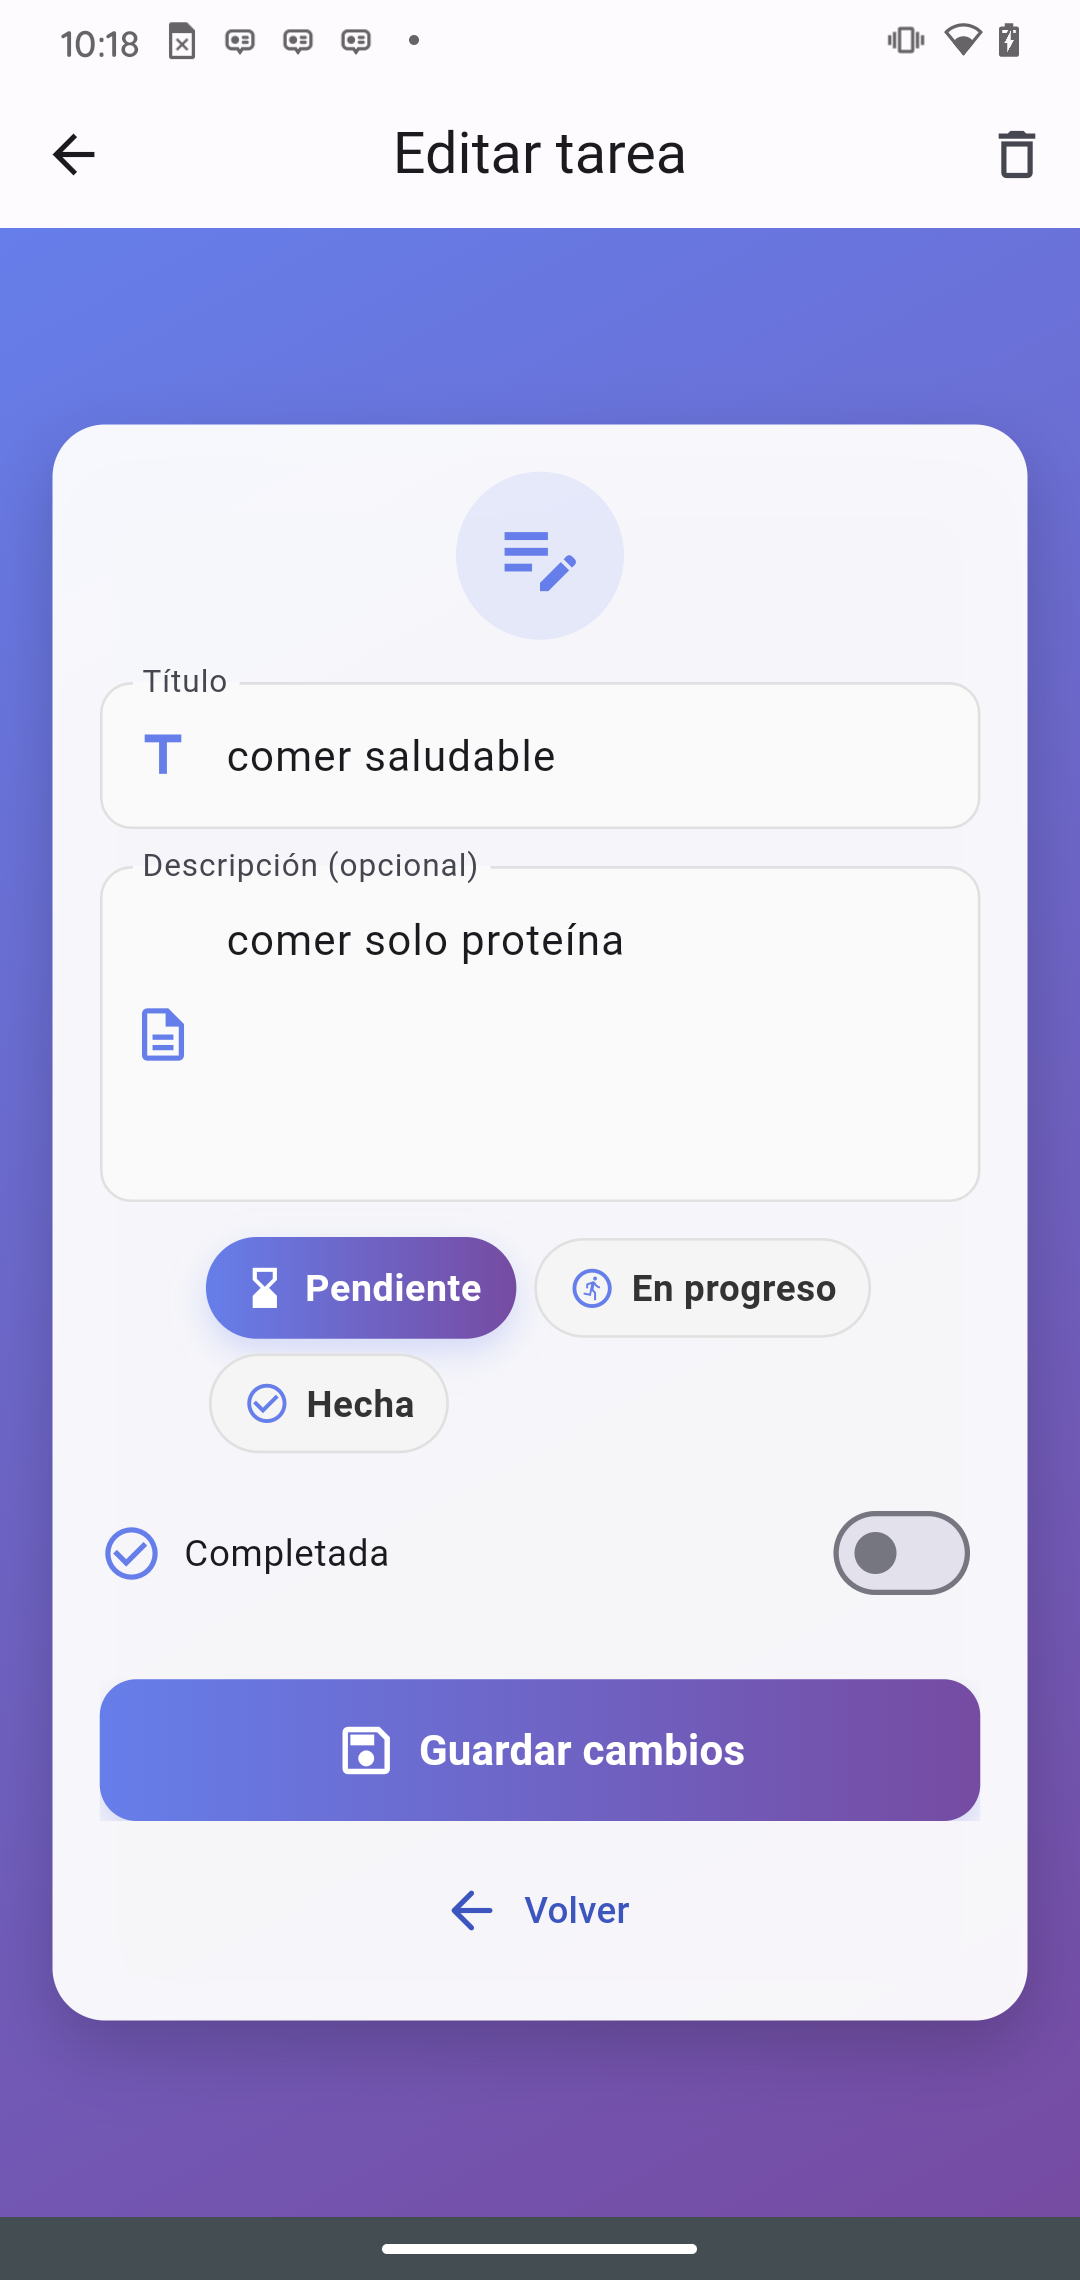 10:18
Editar tarea
Título
comer saludable
Descripción (opcional)
comer solo proteína
Pendiente
En progreso
Hecha
Completada
Guardar cambios
Volver